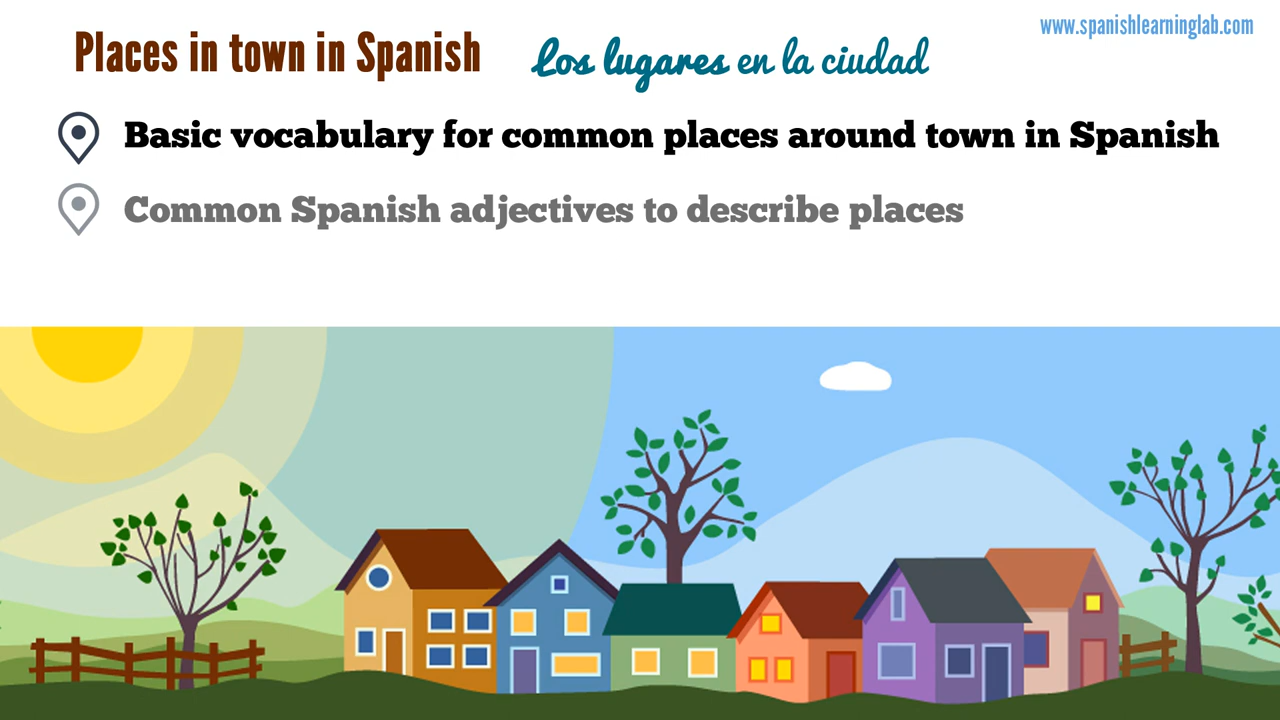 www.spanishlearninglab.com
Places in town in Spanish Los lugares en la ciudad
Basic vocabulary for common places around town in Spanish
Common Spanish adjectives to describe places